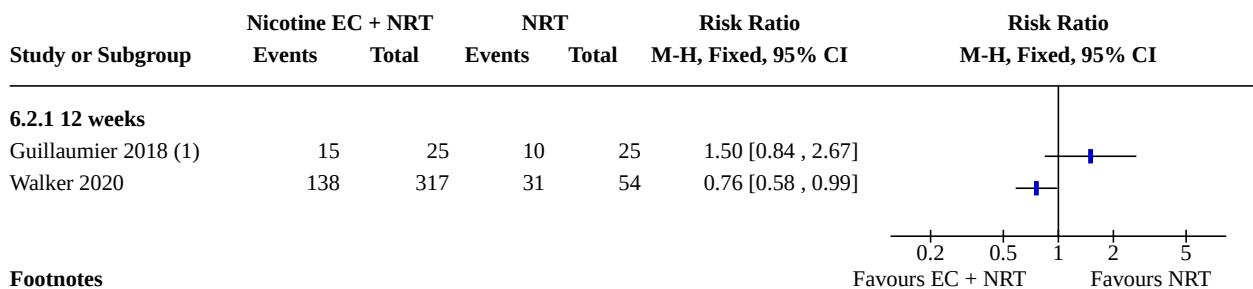 Nicotine EC + NRT NRT Risk Ratio Risk Ratio
Study or Subgroup Events Total Events Total M-H, Fixed, 95% CI M-H, Fixed, 95% CI
6.2.1 12 weeks
Guillaumier 2018 (1) 15 25 10 25 1.50 [0.84 , 2.67]
Walker 2020 138 317 31 54 0.76 [0.58 , 0.99]
0.2 0.5 1 2 5
Footnotes Favours EC + NRT Favours NRT